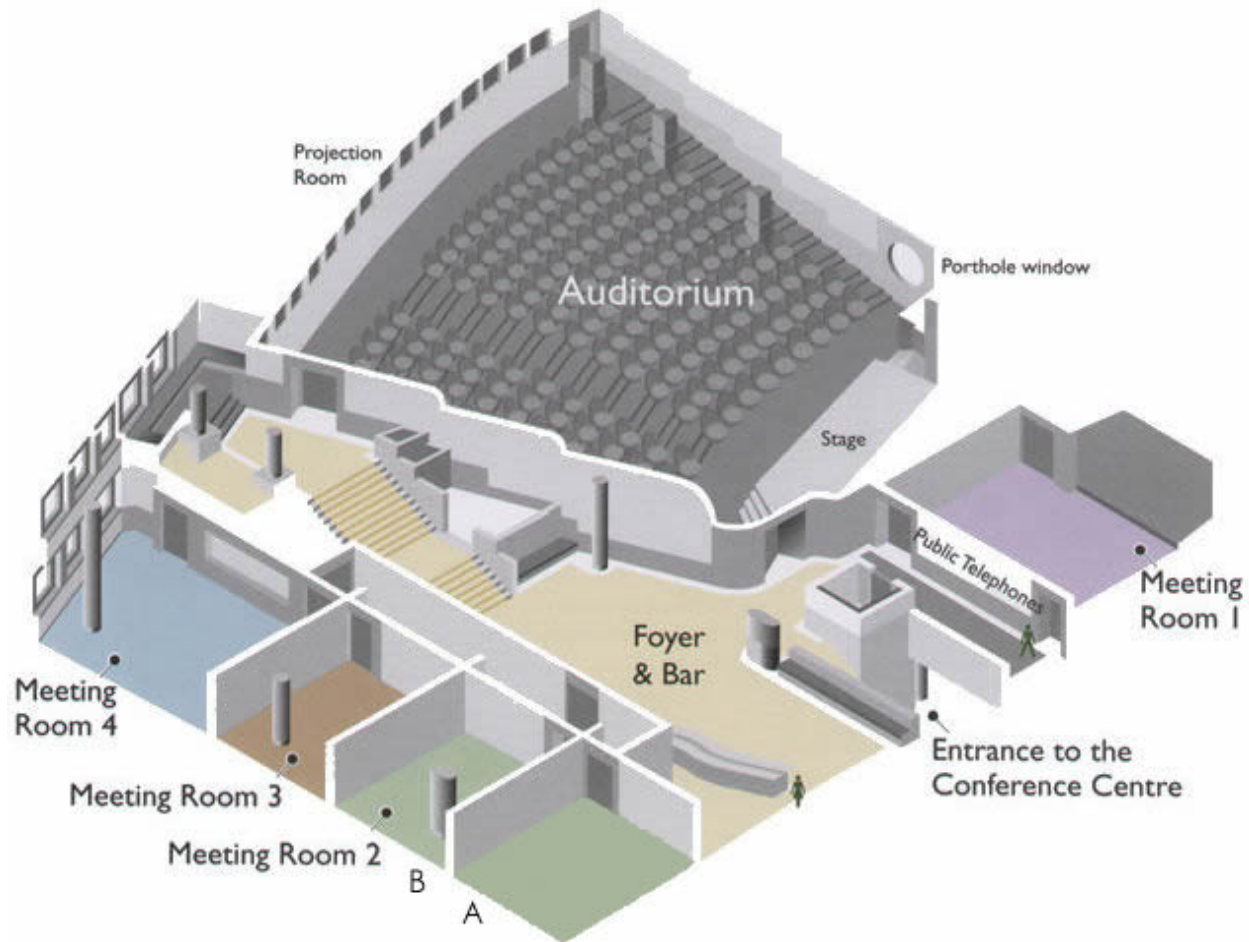 Projection
Room
Auditorium
Porthole window
Stage
Public Telephones
Meeting
Room 1
Foyer
& Bar
Meeting
Room 4
Entrance to the
Conference Centre
Meeting Room 3
Meeting Room 2
B
A